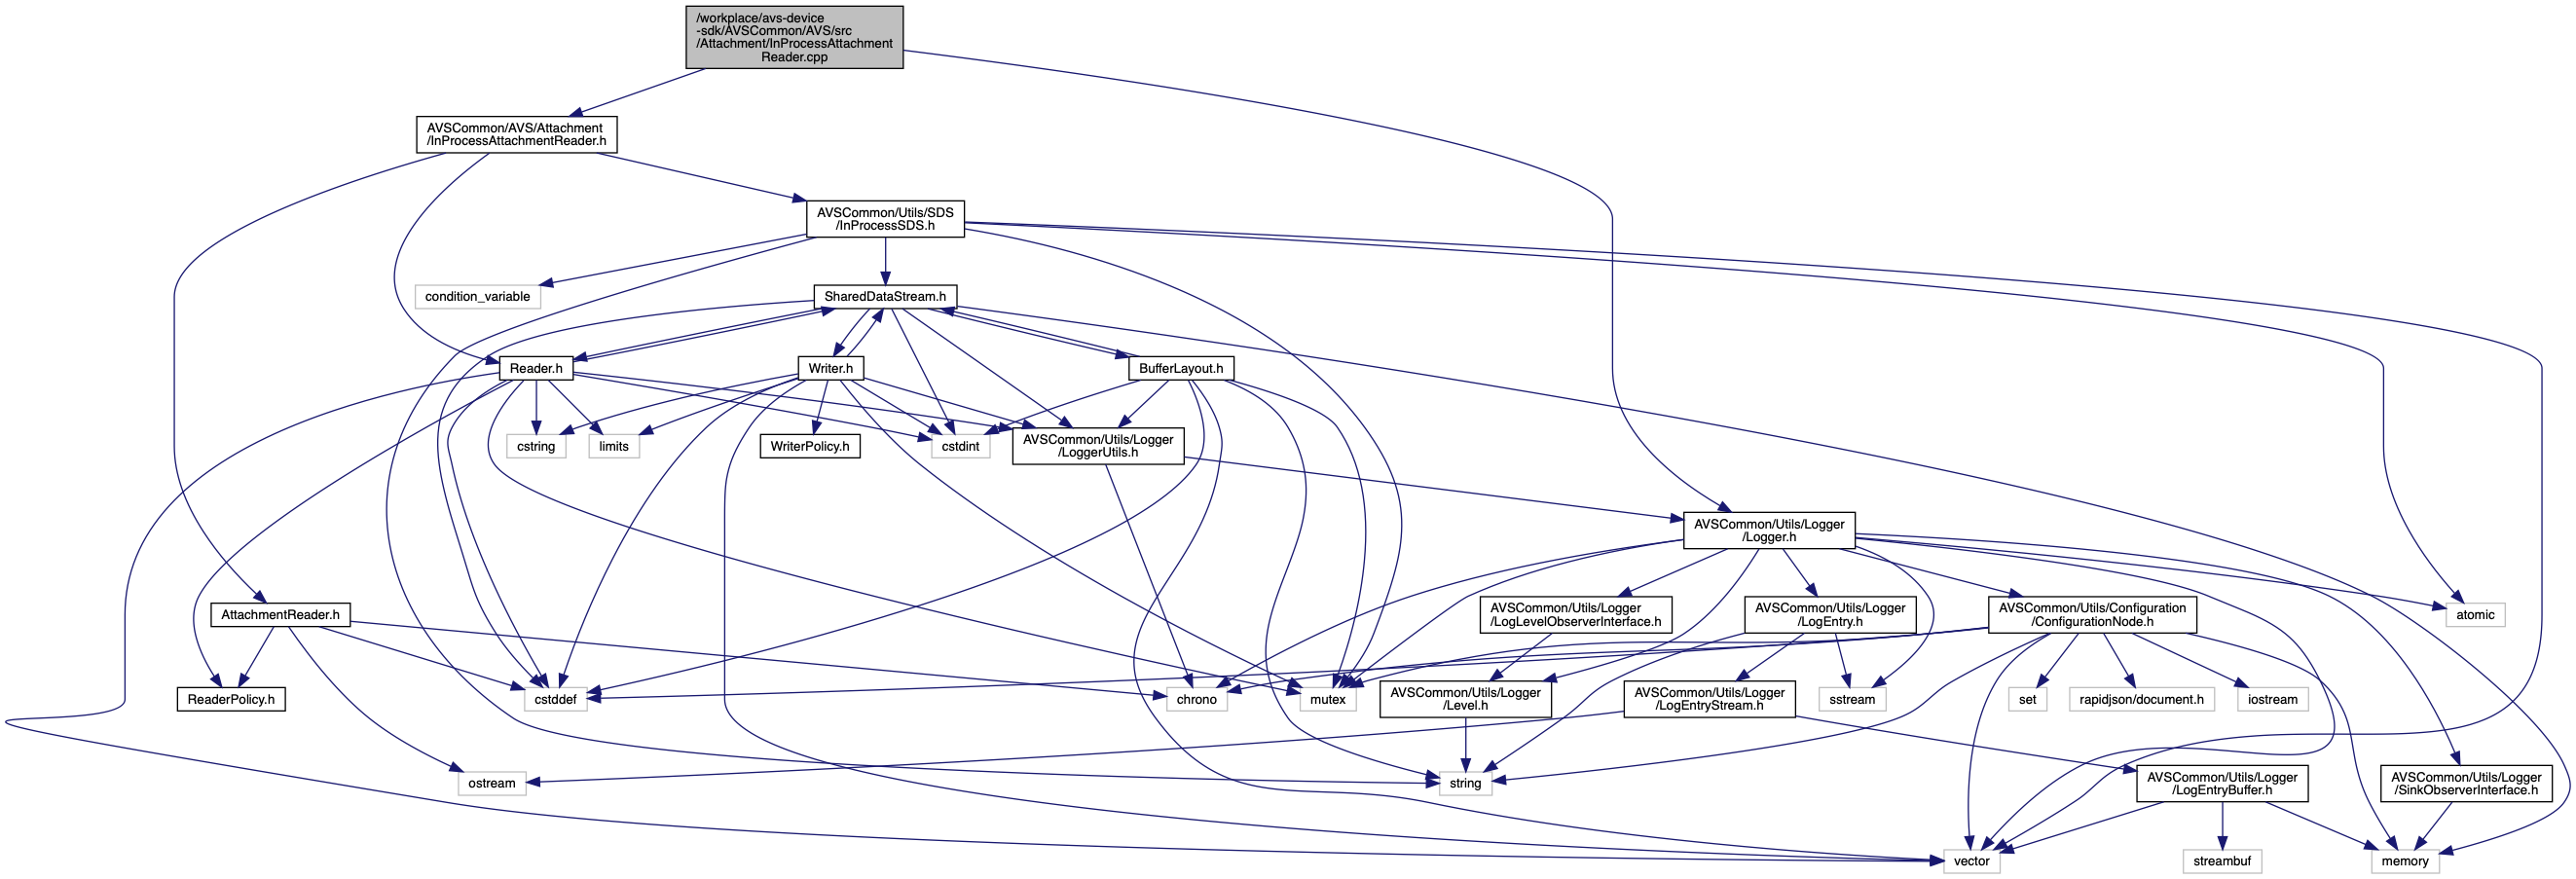 /workplace/avs-device
-sdk/AVSCommon/AVS/src
/Attachment/InProcessAttachment
Reader.cpp
AVSCommon/AVS/Attachment
/InProcessAttachmentReader.h
AVSCommon/Utils/SDS
/InProcessSDS.h
condition_variable
SharedDataStream.h
Reader.h
Writer.h
BufferLayout.h
cstring
limits
WriterPolicy.h
cstdint
AVSCommon/Utils/Logger
/LoggerUtils.h
AVSCommon/Utils/Logger
/Logger.h
AttachmentReader.h
AVSCommon/Utils/Logger
/LogLevelObserverInterface.h
AVSCommon/Utils/Logger
/LogEntry.h
AVSCommon/Utils/Configuration
/ConfigurationNode.h
atomic
ReaderPolicy.h
cstddef
chrono
mutex
AVSCommon/Utils/Logger
/Level.h
AVSCommon/Utils/Logger
/LogEntryStream.h
sstream
set
rapidjson/document.h
iostream
ostream
string
AVSCommon/Utils/Logger
/LogEntryBuffer.h
AVSCommon/Utils/Logger
/SinkObserverInterface.h
vector
streambuf
memory